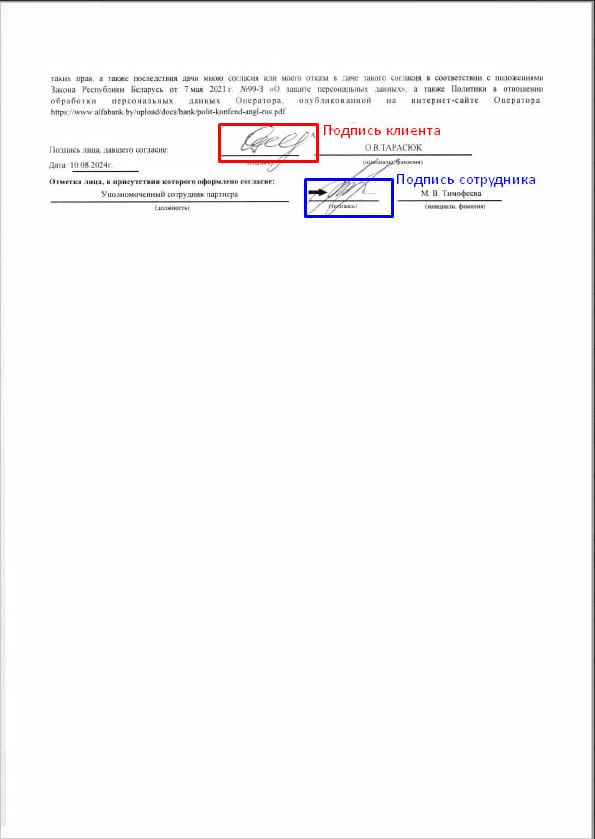 таких прав, а также последствия дачи мною согласия или моего отказа в даче такого согласия в соответствии с положениями
Закона Республики Беларусь от 7 мая 2021 г. №99-З «О защите персональных данных», а также Политики в отношении
обработки персональных данных Оператора, опубликованной на интернет-сайте Оператора
https://www.alfabank.by/upload/docs/bank/polit-konfend-angl-rus.pdf.
Подпись клиента
Подпись лица, давшего согласие:
О.В.ТАРАСЮК
(инициалы, фамилия)
Дата: 10.08.2024г.
Подпись сотрудника
Отметка лица, в присутствии которого оформлено согласие:
Уполномоченный сотрудник партнера М. В. Тимофеева
(должность) (подпись) (инициалы, фамилия)